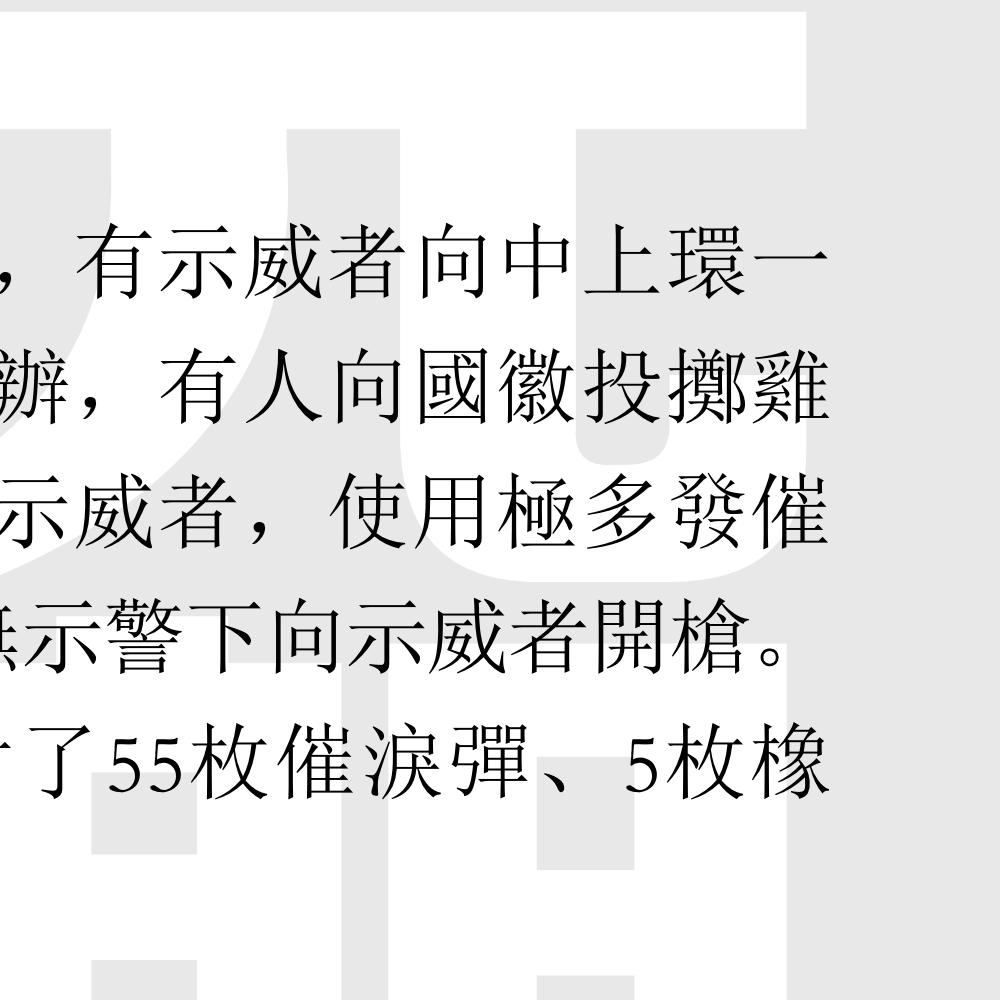 ，有示威者向中上環一
辦，有人向國徽投擲雞
示威者，使用極多發催
無示警下向示威者開槍。
了55枚催淚彈、5枚橡